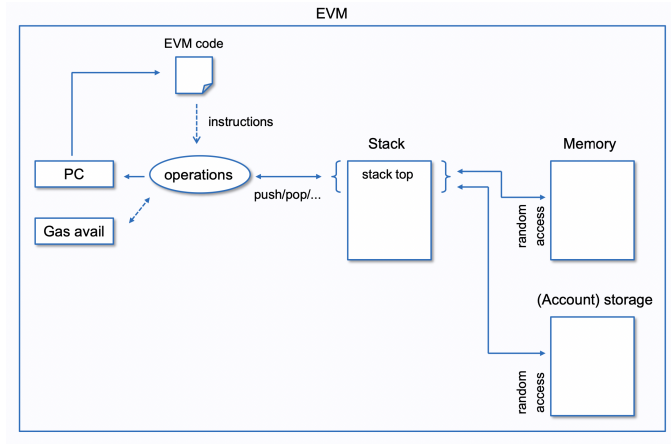 EVM
EVM code
instructions
Stack
Memory
PC
operations
stack top
push/pop/...
random
access
Gas avail
(Account) storage
random
access